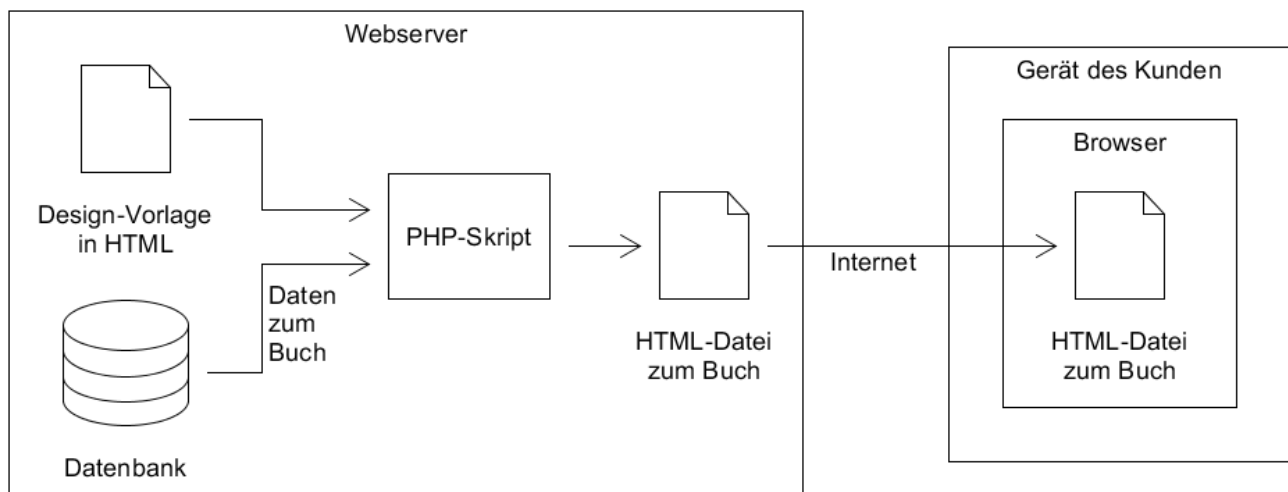 Webserver
Design-Vorlage
in HTML
Daten
zum
Buch
Datenbank
PHP-Skript
HTML-Datei
zum Buch
Internet
Gerät des Kunden
Browser
HTML-Datei
zum Buch